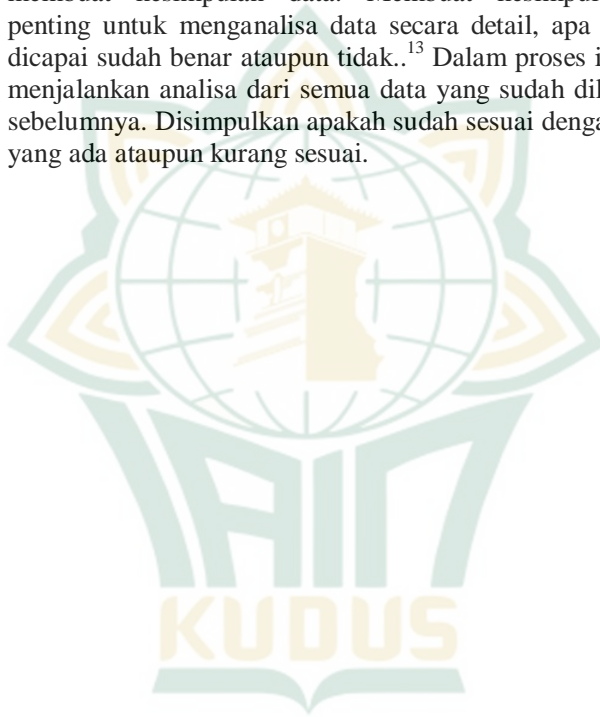 membuat kesimpulan data. Membuat kesimpul
penting untuk menganalisa data secara detail, apa
dicapai sudah benar ataupun tidak..13 Dalam proses i
menjalankan analisa dari semua data yang sudah dil
sebelumnya. Disimpulkan apakah sudah sesuai denga
yang ada ataupun kurang sesuai.
IAIN
KUDUS